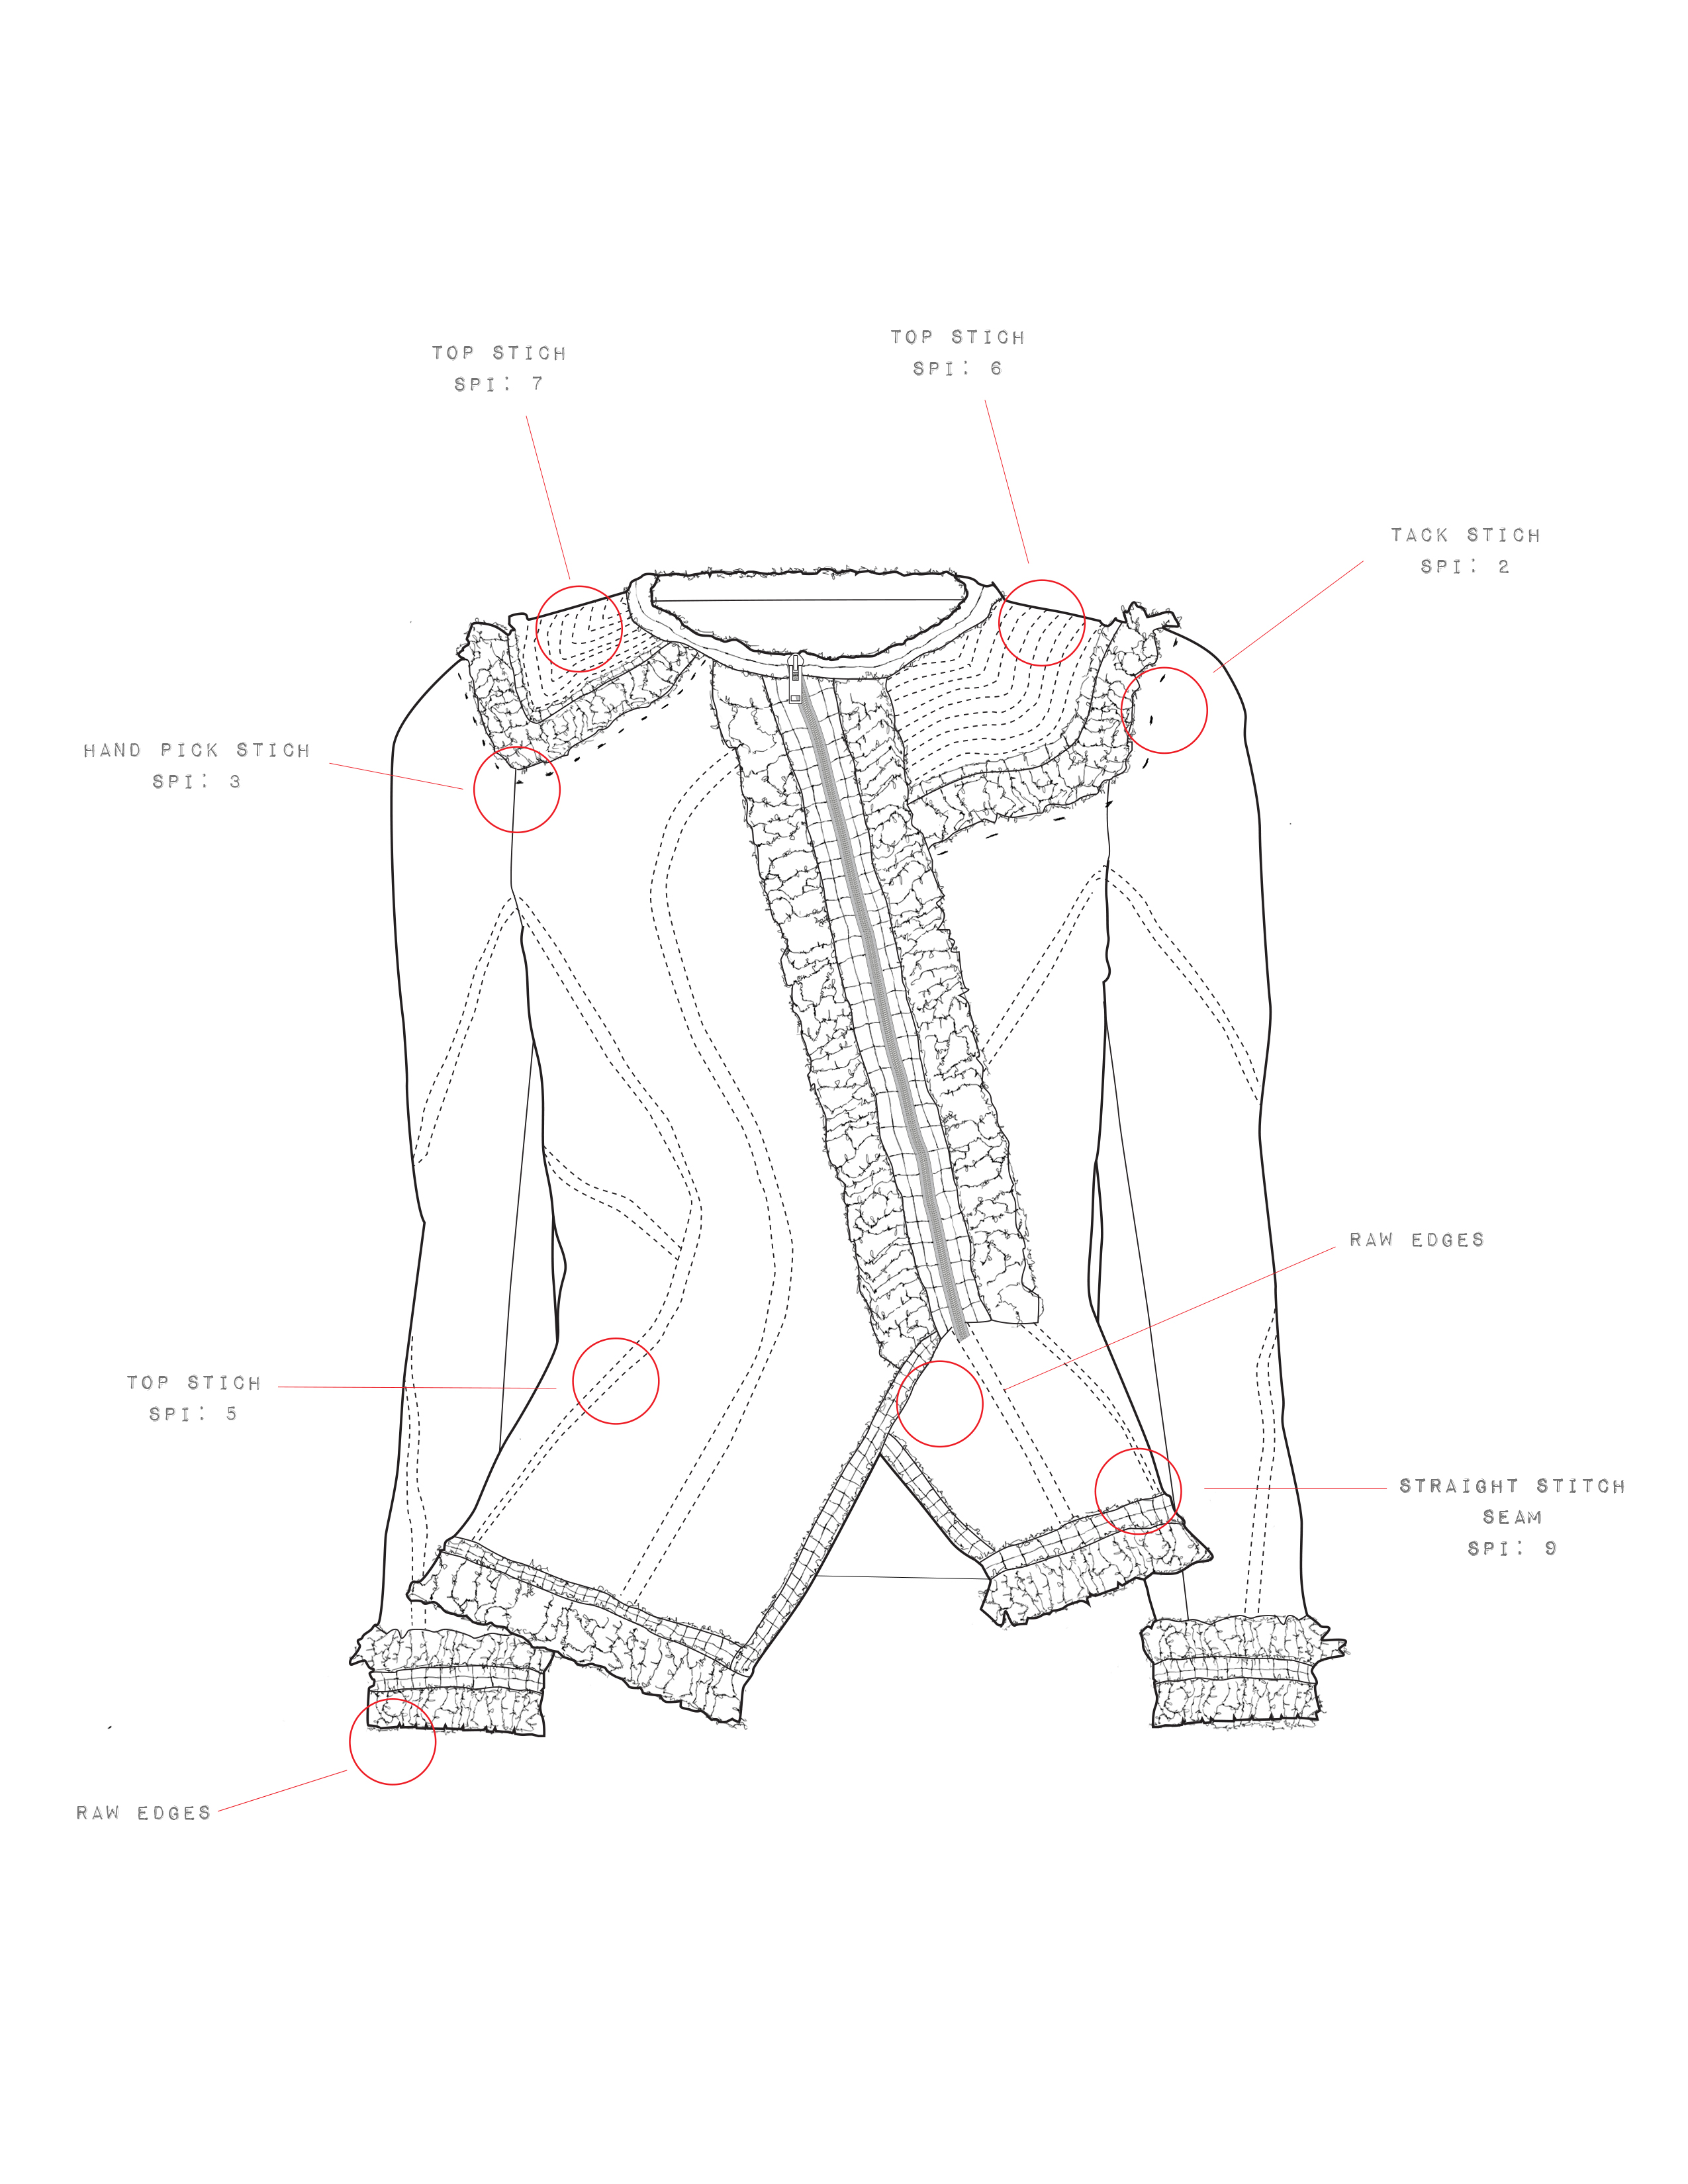 TOP STICH
SPI: 7
TOP STICH
SPI: 6
TACK STICH
SPI: 2
HAND PICK STICH
SPI: 3
RAW EDGES
TOP STICH
SPI: 5
STRAIGHT STITCH
SEAM
SPI: 9
RAW EDGES